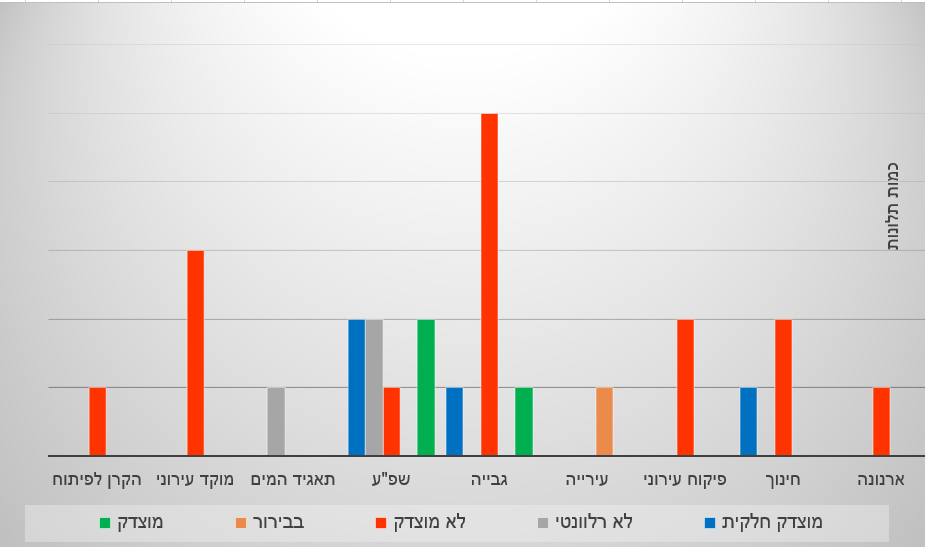 כמות תלונות
ארנונה
חינוך
פיקוח עירוני
עירייה
גבייה
שפ"ע
תאגיד המים
מוקד עירוני
הקרן לפיתוח
מוצדק חלקית
לא רלוונטי
לא מוצדק
בבירור
מוצדק